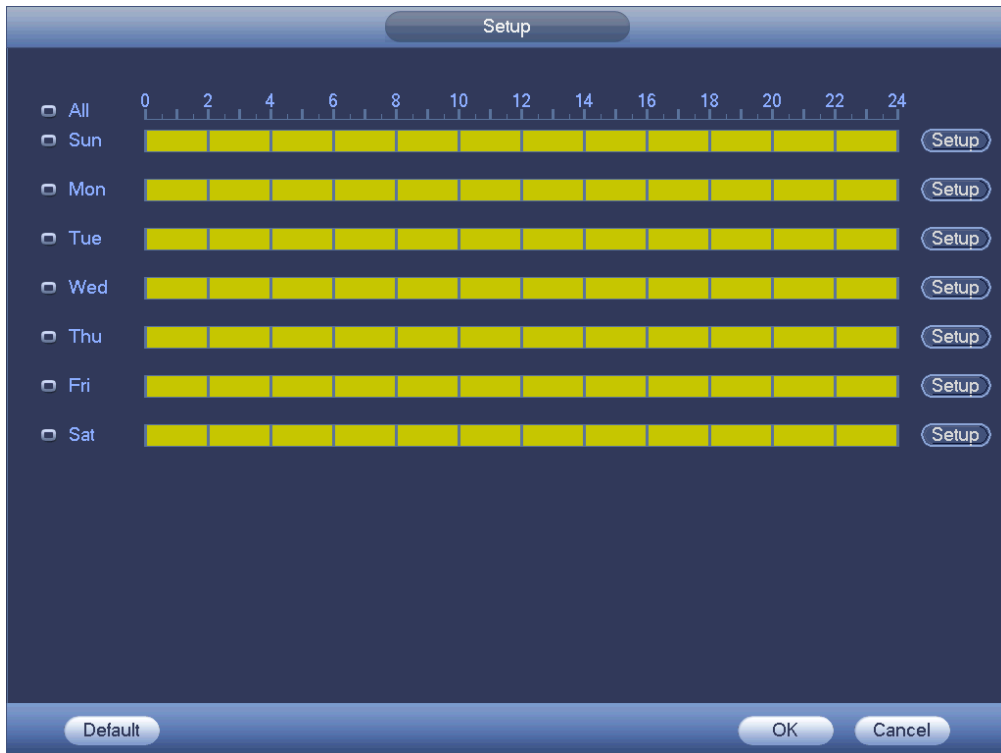 Setup
All 0 2 4 6 8 10 12 14 16 18 20 22 24
Sun Setup
Mon Setup
Tue Setup
Wed Setup
Thu Setup
Fri Setup
Sat Setup
Default OK Cancel